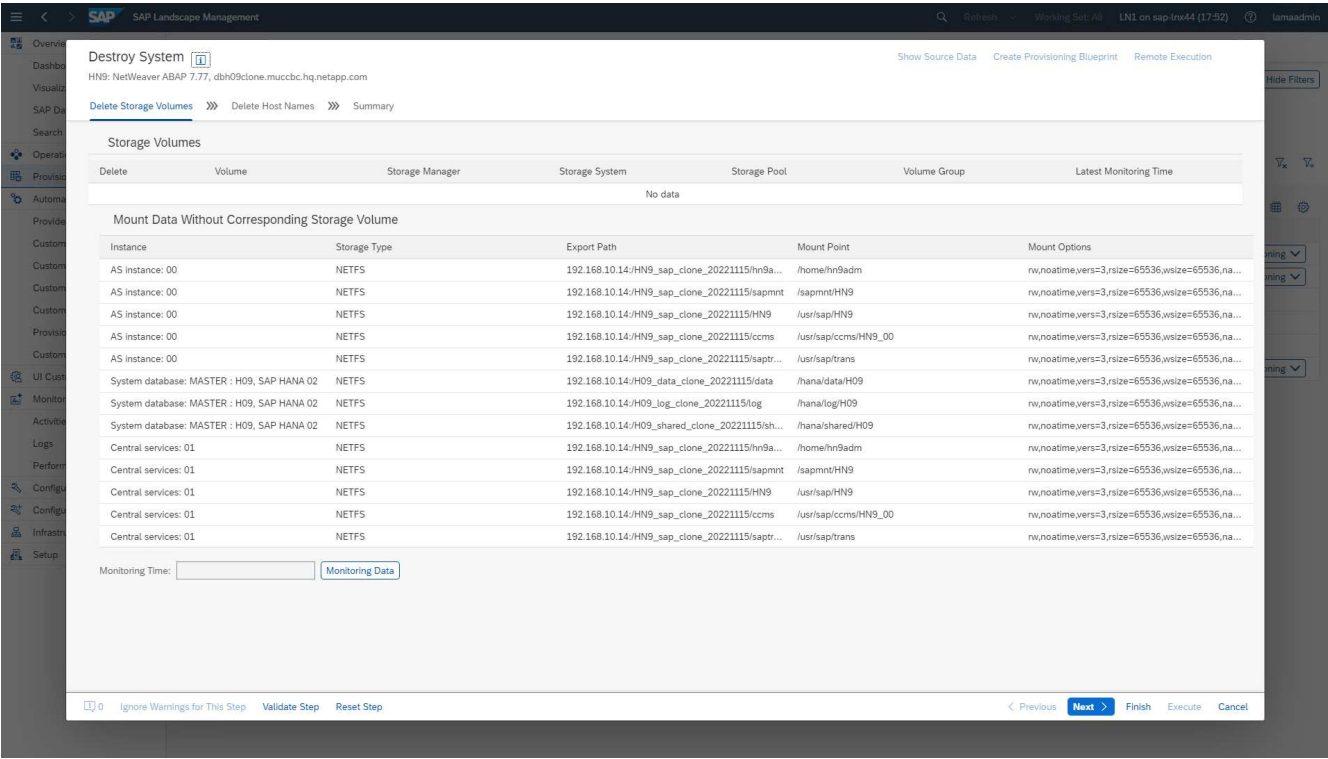 SAP SAP Landscape Management Refresh Working Set: All LN1 on sap-lnx44 (17:52) lamaadmin
Destroy System
Show Source Data Create Provisioning Blueprint Remote Execution
HN9: NetWeaver ABAP 7.77, dbh09clone.muccbc.hq.netapp.com
Delete Storage Volumes Delete Host Names Summary
Hide Filters
Overvie
Dashbo
Visualiz
SAP Da
Search
Operati
Provisio
Automa
Provide
Custom
Custom
Custom
Custom
Provisio
Custom
UI Cust
Monitor
Activitie
Logs
Perform
Configu
Configu
Infrastru
Setup
Storage Volumes
Delete Volume Storage Manager Storage System Storage Pool Volume Group Latest Monitoring Time
No data
Mount Data Without Corresponding Storage Volume
Instance Storage Type Export Path Mount Point Mount Options
AS instance: 00 NETFS 192.168.10.14:/HN9_sap_clone_20221115/hn9a... /home/hn9adm rw,noatime,vers=3,rsize=65536,wsize=65536,na...
AS instance: 00 NETFS 192.168.10.14:/HN9_sap_clone_20221115/sapmnt /sapmnt/HN9 rw,noatime,vers=3,rsize=65536,wsize=65536,na...
AS instance: 00 NETFS 192.168.10.14:/HN9_sap_clone_20221115/HN9 /usr/sap/HN9 rw,noatime,vers=3,rsize=65536,wsize=65536,na...
AS instance: 00 NETFS 192.168.10.14:/HN9_sap_clone_20221115/ccms /usr/sap/ccms/HN9_00 rw,noatime,vers=3,rsize=65536,wsize=65536,na...
AS instance: 00 NETFS 192.168.10.14:/HN9_sap_clone_20221115/saptr... /usr/sap/trans rw,noatime,vers=3,rsize=65536,wsize=65536,na...
System database: MASTER : H09, SAP HANA 02 NETFS 192.168.10.14:/H09_data_clone_20221115/data /hana/data/H09 rw,noatime,vers=3,rsize=65536,wsize=65536,na...
System database: MASTER : H09, SAP HANA 02 NETFS 192.168.10.14:/H09_log_clone_20221115/log /hana/log/H09 rw,noatime,vers=3,rsize=65536,wsize=65536,na...
System database: MASTER : H09, SAP HANA 02 NETFS 192.168.10.14:/H09_shared_clone_20221115/sh... /hana/shared/H09 rw,noatime,vers=3,rsize=65536,wsize=65536,na...
Central services: 01 NETFS 192.168.10.14:/HN9_sap_clone_20221115/hn9a... /home/hn9adm rw,noatime,vers=3,rsize=65536,wsize=65536,na...
Central services: 01 NETFS 192.168.10.14:/HN9_sap_clone_20221115/sapmnt /sapmnt/HN9 rw,noatime,vers=3,rsize=65536,wsize=65536,na...
Central services: 01 NETFS 192.168.10.14:/HN9_sap_clone_20221115/HN9 /usr/sap/HN9 rw,noatime,vers=3,rsize=65536,wsize=65536,na...
Central services: 01 NETFS 192.168.10.14:/HN9_sap_clone_20221115/ccms /usr/sap/ccms/HN9_00 rw,noatime,vers=3,rsize=65536,wsize=65536,na...
Central services: 01 NETFS 192.168.10.14:/HN9_sap_clone_20221115/saptr... /usr/sap/trans rw,noatime,vers=3,rsize=65536,wsize=65536,na...
oning
oning
oning
Monitoring Time: Monitoring Data
0 Ignore Warnings for This Step Validate Step Reset Step < Previous Next > Finish Execute Cancel